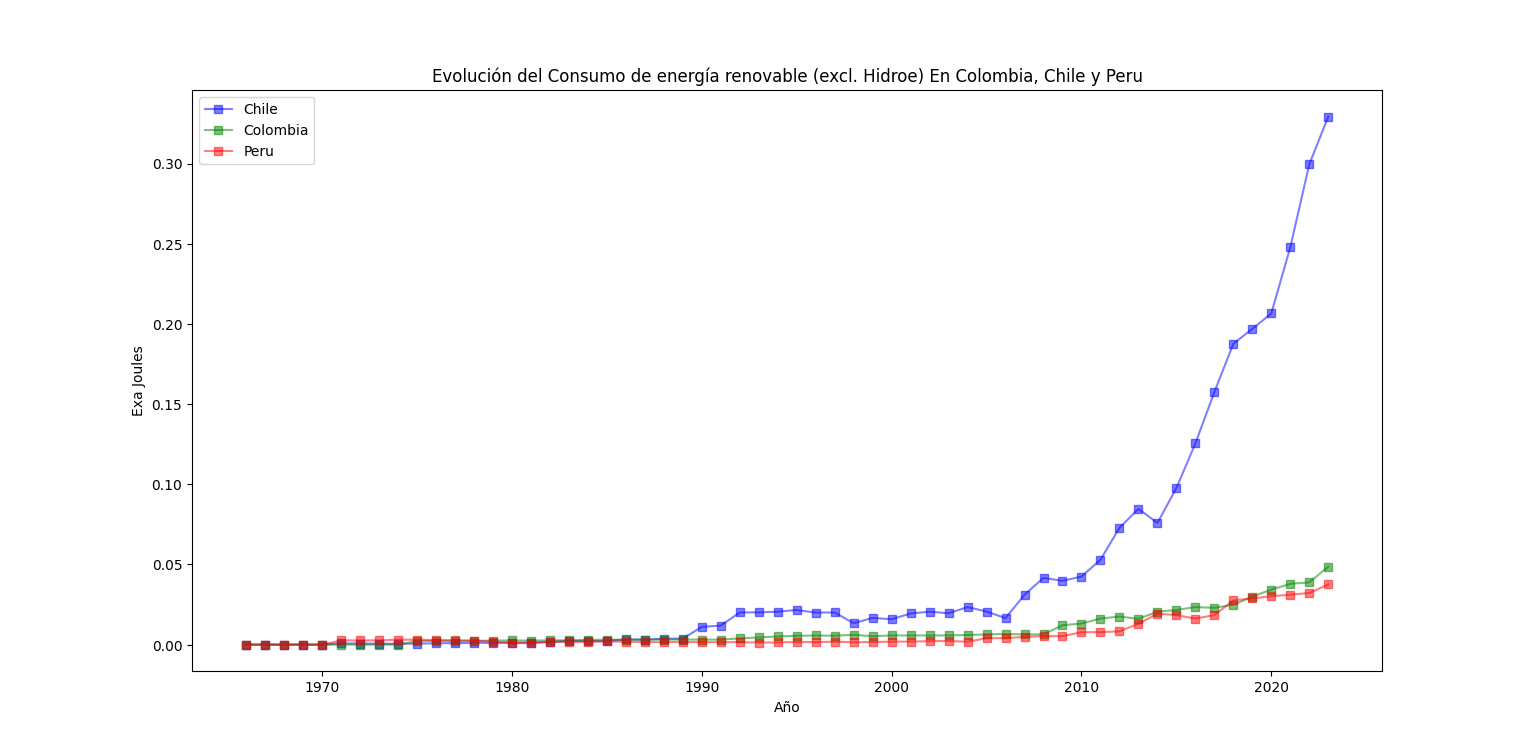 Evolución del Consumo de energía renovable (excl. Hidroe) En Colombia, Chile y Peru
Chile
Colombia
Peru
Exa Joules
0.30
0.25
0.20
0.15
0.10
0.05
0.00
1970 1980 1990 2000 2010 2020
Año